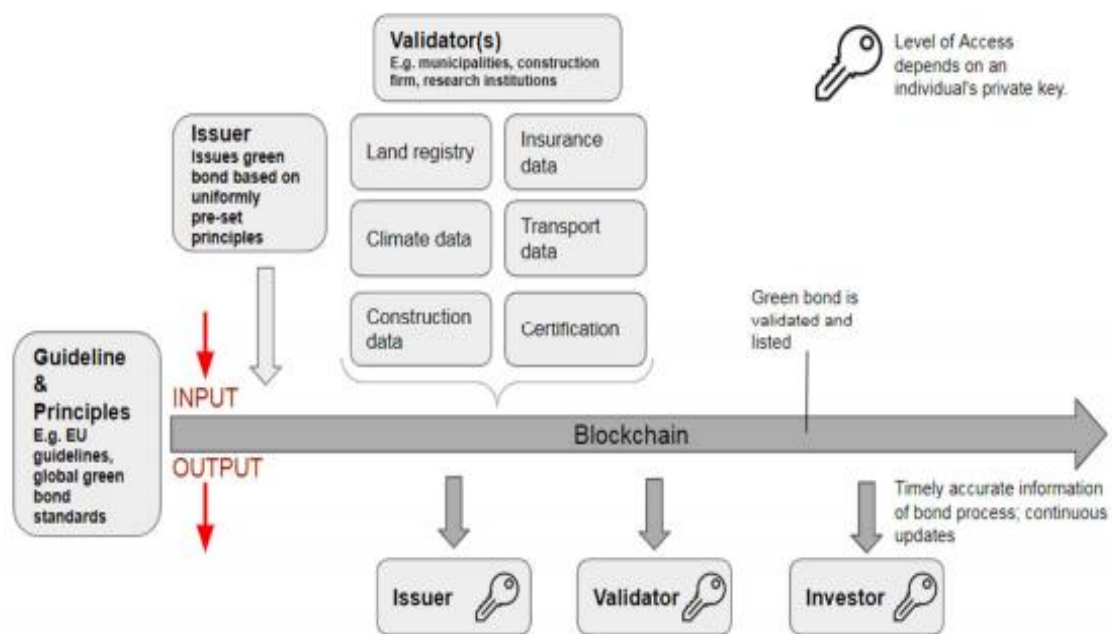 Validator(s)
E.g. municipalities, construction
firm, research institutions
Level of Access
depends on an
individual's private key.
Issuer
Issues green
bond based on
uniformly
pre-set
principles
Land registry
Insurance
data
Climate data
Transport
data
Construction
data
Certification
Green bond is
validated and
listed
Guideline
&
Principles
E.g. EU
guidelines,
global green
bond
standards
INPUT
Blockchain
OUTPUT
Timely accurate information
of bond process; continuous
updates
Issuer
Validator
Investor